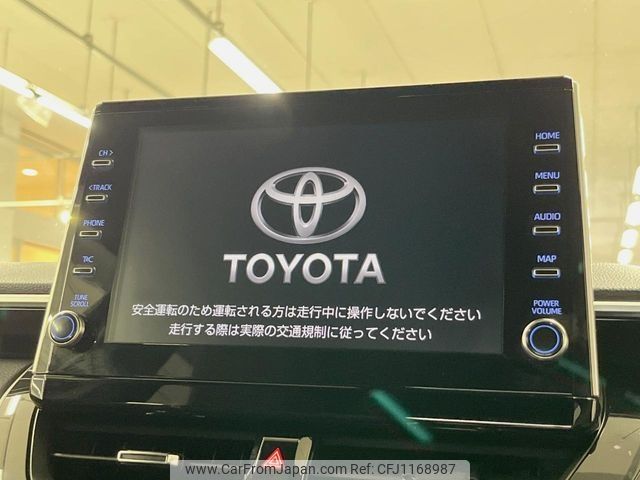 CH >
< TRACK
PHONE
T&C
TUNE
SCROLL
TOYOTA
安全運転のため運転される方は走行中に操作しないでください
走行する際は実際の交通規制に従ってください
HOME
MENU
AUDIO
MAP
POWER
VOLUME
www.CarFromJapan.com REF No: CFJ1168987